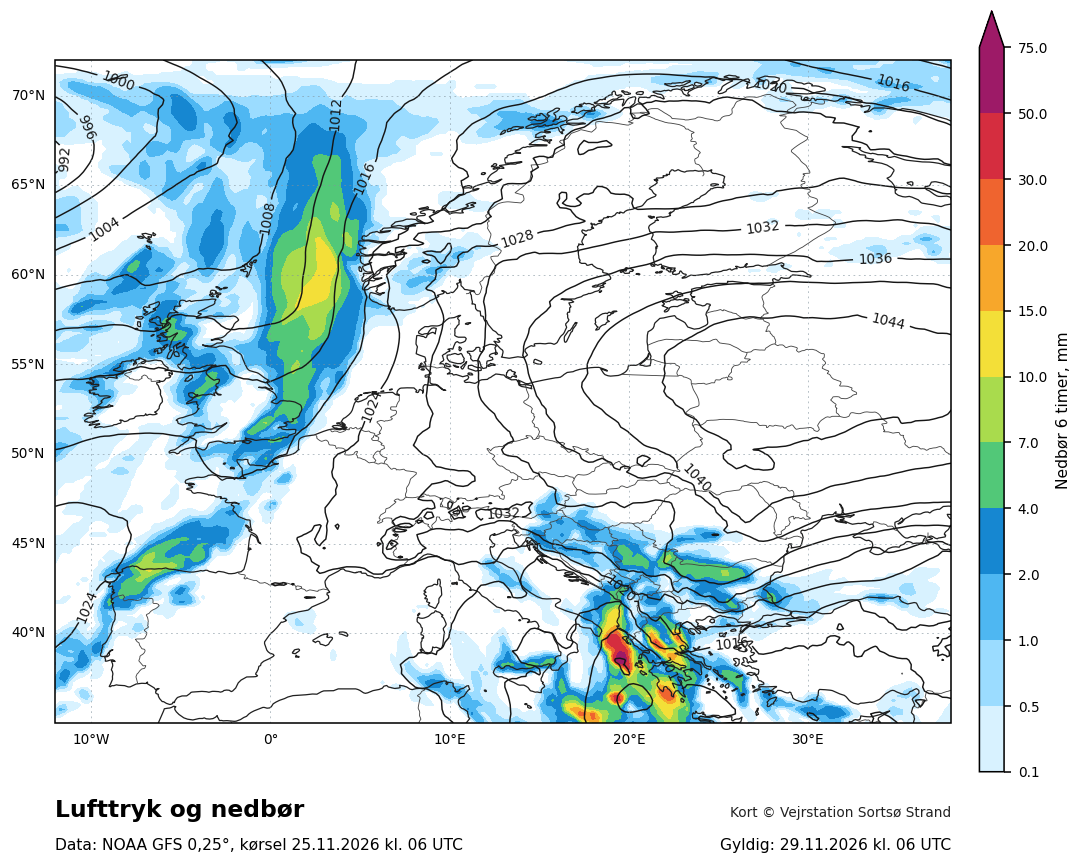 75.0
50.0
30.0
20.0
15.0
10.0
7.0
4.0
2.0
1.0
0.5
0.1
Nedbør 6 timer, mm
70°N
65°N
60°N
55°N
50°N
45°N
40°N
10°W
0°
10°E
20°E
30°E
1000
996
992
1004
1008
1012
1016
1020
1016
1028
1032
1036
1044
1024
1040
1032
1024
1020
1016
Lufttryk og nedbør
Kort © Vejrstation Sortsø Strand
Data: NOAA GFS 0,25°, kørsel 25.11.2026 kl. 06 UTC
Gyldig: 29.11.2026 kl. 06 UTC